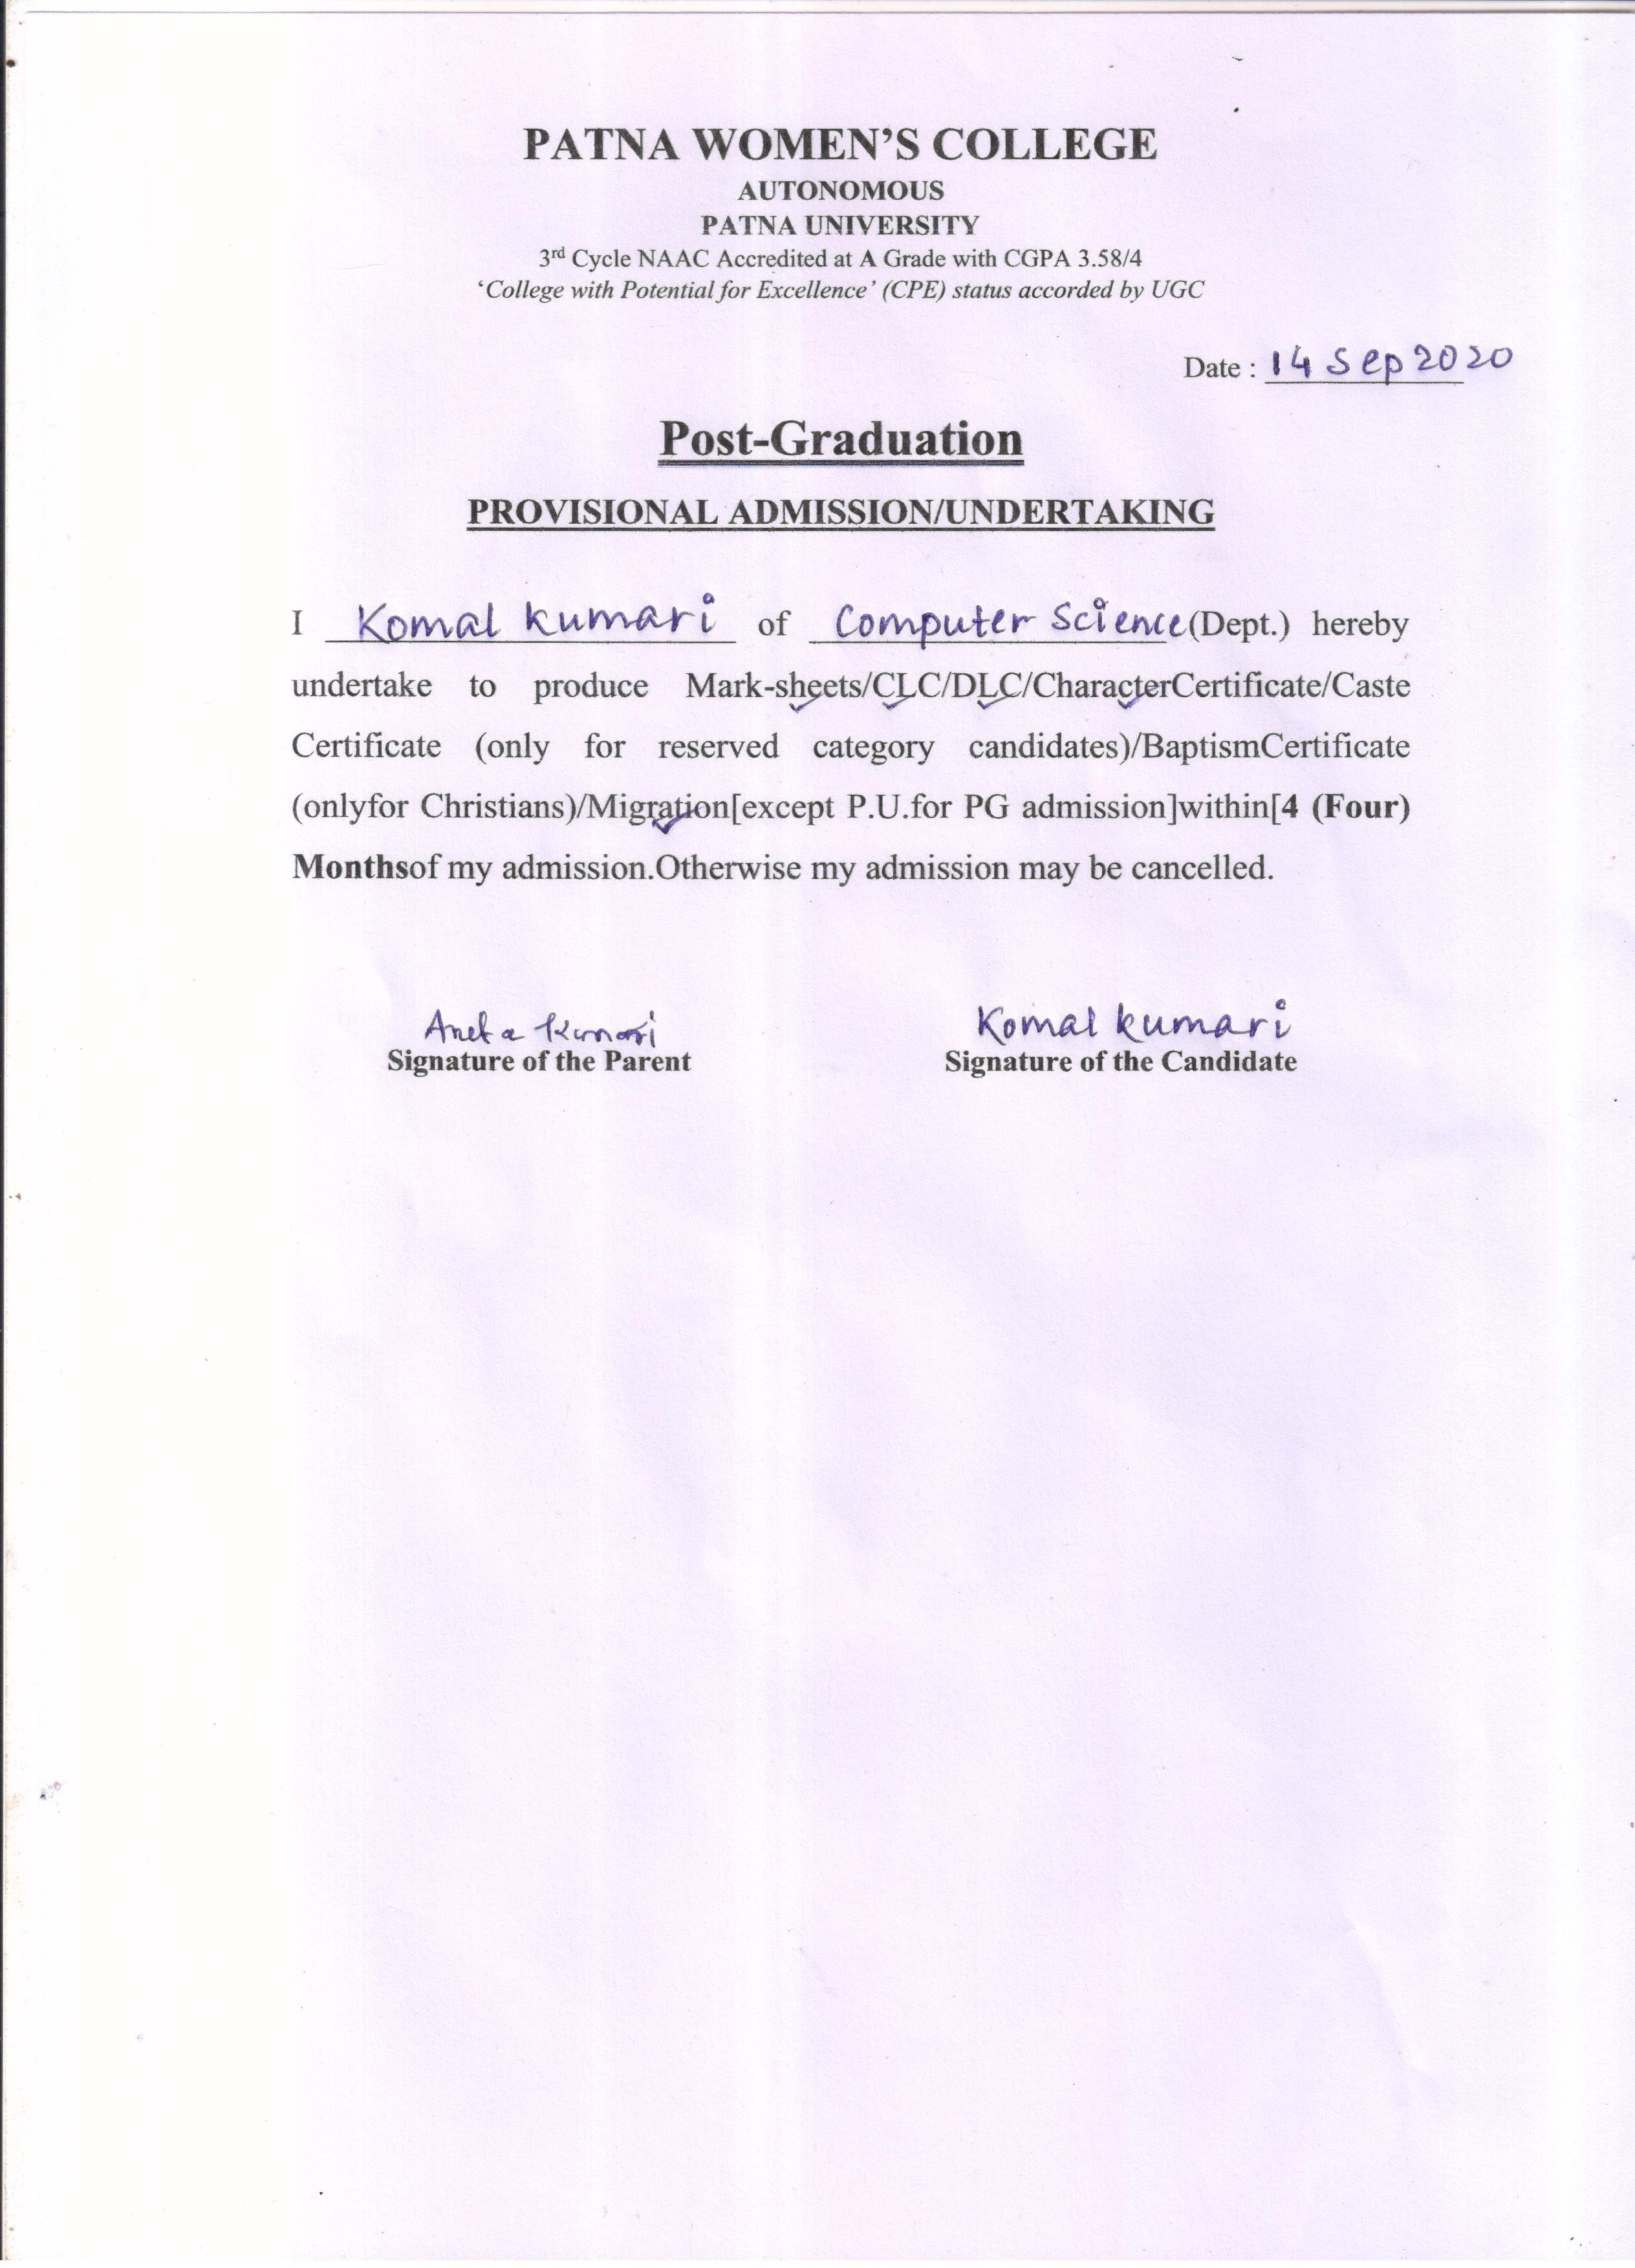 PATNA WOMEN’S COLLEGE
AUTONOMOUS
PATNA UNIVERSITY
3rd Cycle NAAC Accredited at A Grade with CGPA 3.58/4
‘College with Potential for Excellence’ (CPE) status accorded by UGC
Date : 14 Sep 2020
Post-Graduation
PROVISIONAL ADMISSION/UNDERTAKING
I Komal kumari of Computer Science(Dept.) hereby
undertake to produce Mark-sheets/CLC/DLC/CharacterCertificate/Caste
Certificate (only for reserved category candidates)/BaptismCertificate
(onlyfor Christians)/Migration[except P.U.for PG admission]within[4 (Four)
Monthsof my admission.Otherwise my admission may be cancelled.
Aneta Kumari Komal kumari
Signature of the Parent Signature of the Candidate